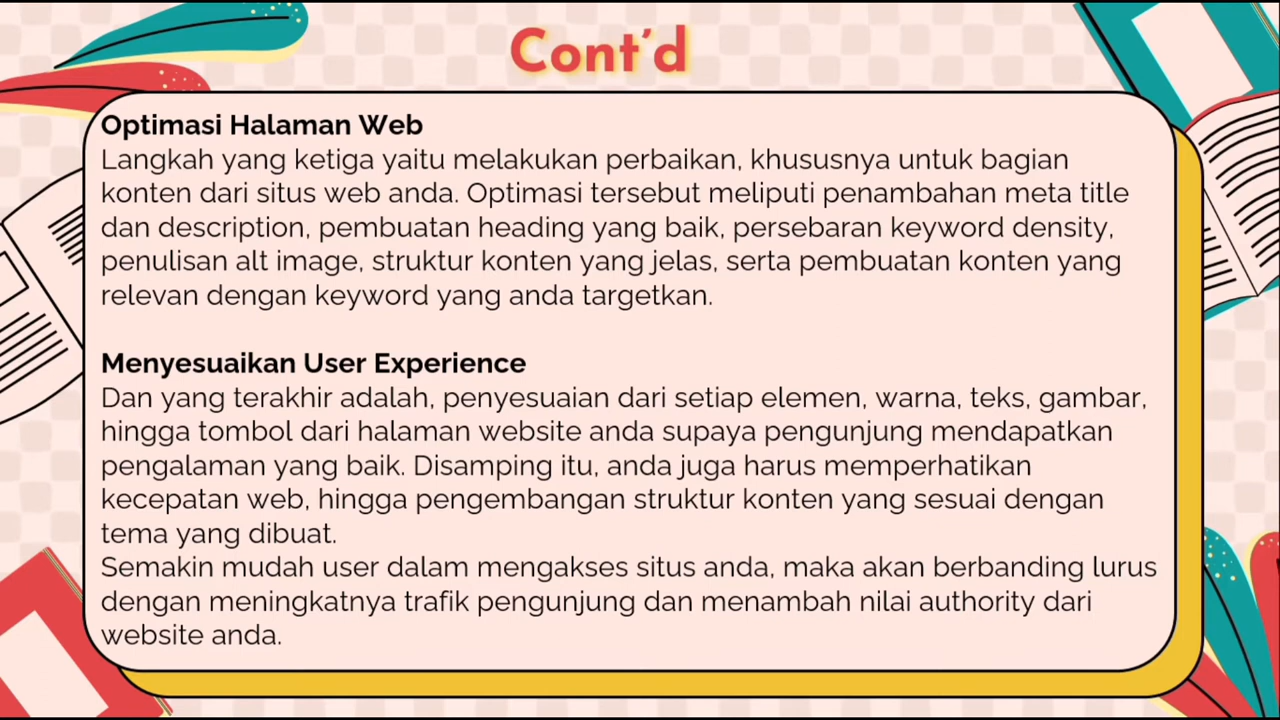 Cont'd
Optimasi Halaman Web
Langkah yang ketiga yaitu melakukan perbaikan, khususnya untuk bagian
konten dari situs web anda. Optimasi tersebut meliputi penambahan meta title
dan description, pembuatan heading yang baik, persebaran keyword density,
penulisan alt image, struktur konten yang jelas, serta pembuatan konten yang
relevan dengan keyword yang anda targetkan.
Menyesuaikan User Experience
Dan yang terakhir adalah, penyesuaian dari setiap elemen, warna, teks, gambar,
hingga tombol dari halaman website anda supaya pengunjung mendapatkan
pengalaman yang baik. Disamping itu, anda juga harus memperhatikan
kecepatan web, hingga pengembangan struktur konten yang sesuai dengan
tema yang dibuat.
Semakin mudah user dalam mengakses situs anda, maka akan berbanding lurus
dengan meningkatnya trafik pengunjung dan menambah nilai authority dari
website anda.